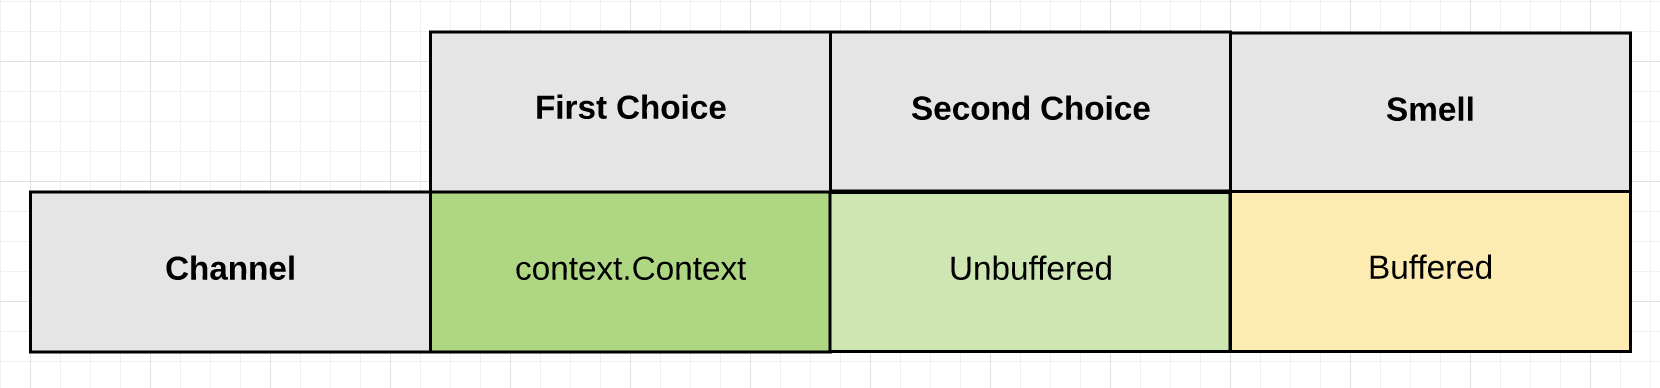 First Choice
Second Choice
Smell
Channel
context.Context
Unbuffered
Buffered